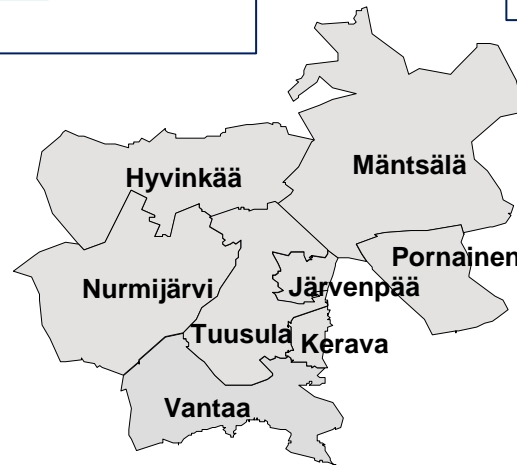 Mäntsälä
Hyvinkää
Pornainen
Nurmijärvi
Järvenpää
Tuusula
Kerava
Vantaa